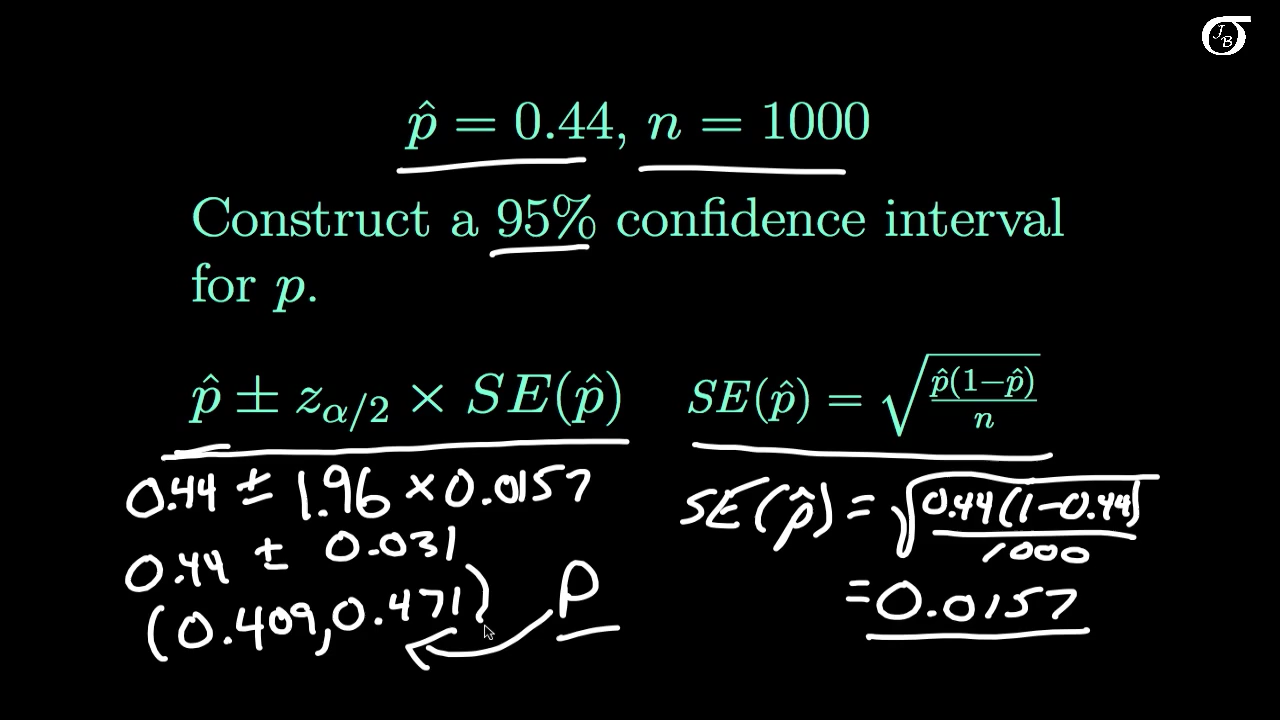 σ JB
p̂ = 0.44, n = 1000
Construct a 95% confidence interval
for p.
p̂ ± z_{α/2} × SE(p̂)
SE(p̂) = √(p̂(1−p̂)/n)
0.44 ± 1.96 × 0.0157
0.44 ± 0.031
(0.409, 0.471)
p
SE(p̂) = √(0.44(1−0.44)/1000)
= 0.0157